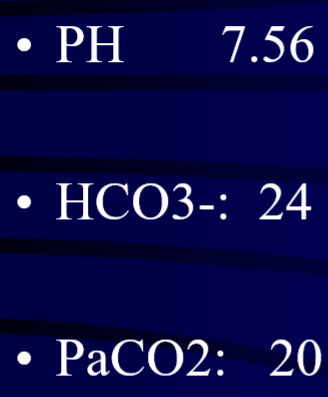 • PH 7.56
• HCO3-: 24
• PaCO2: 20